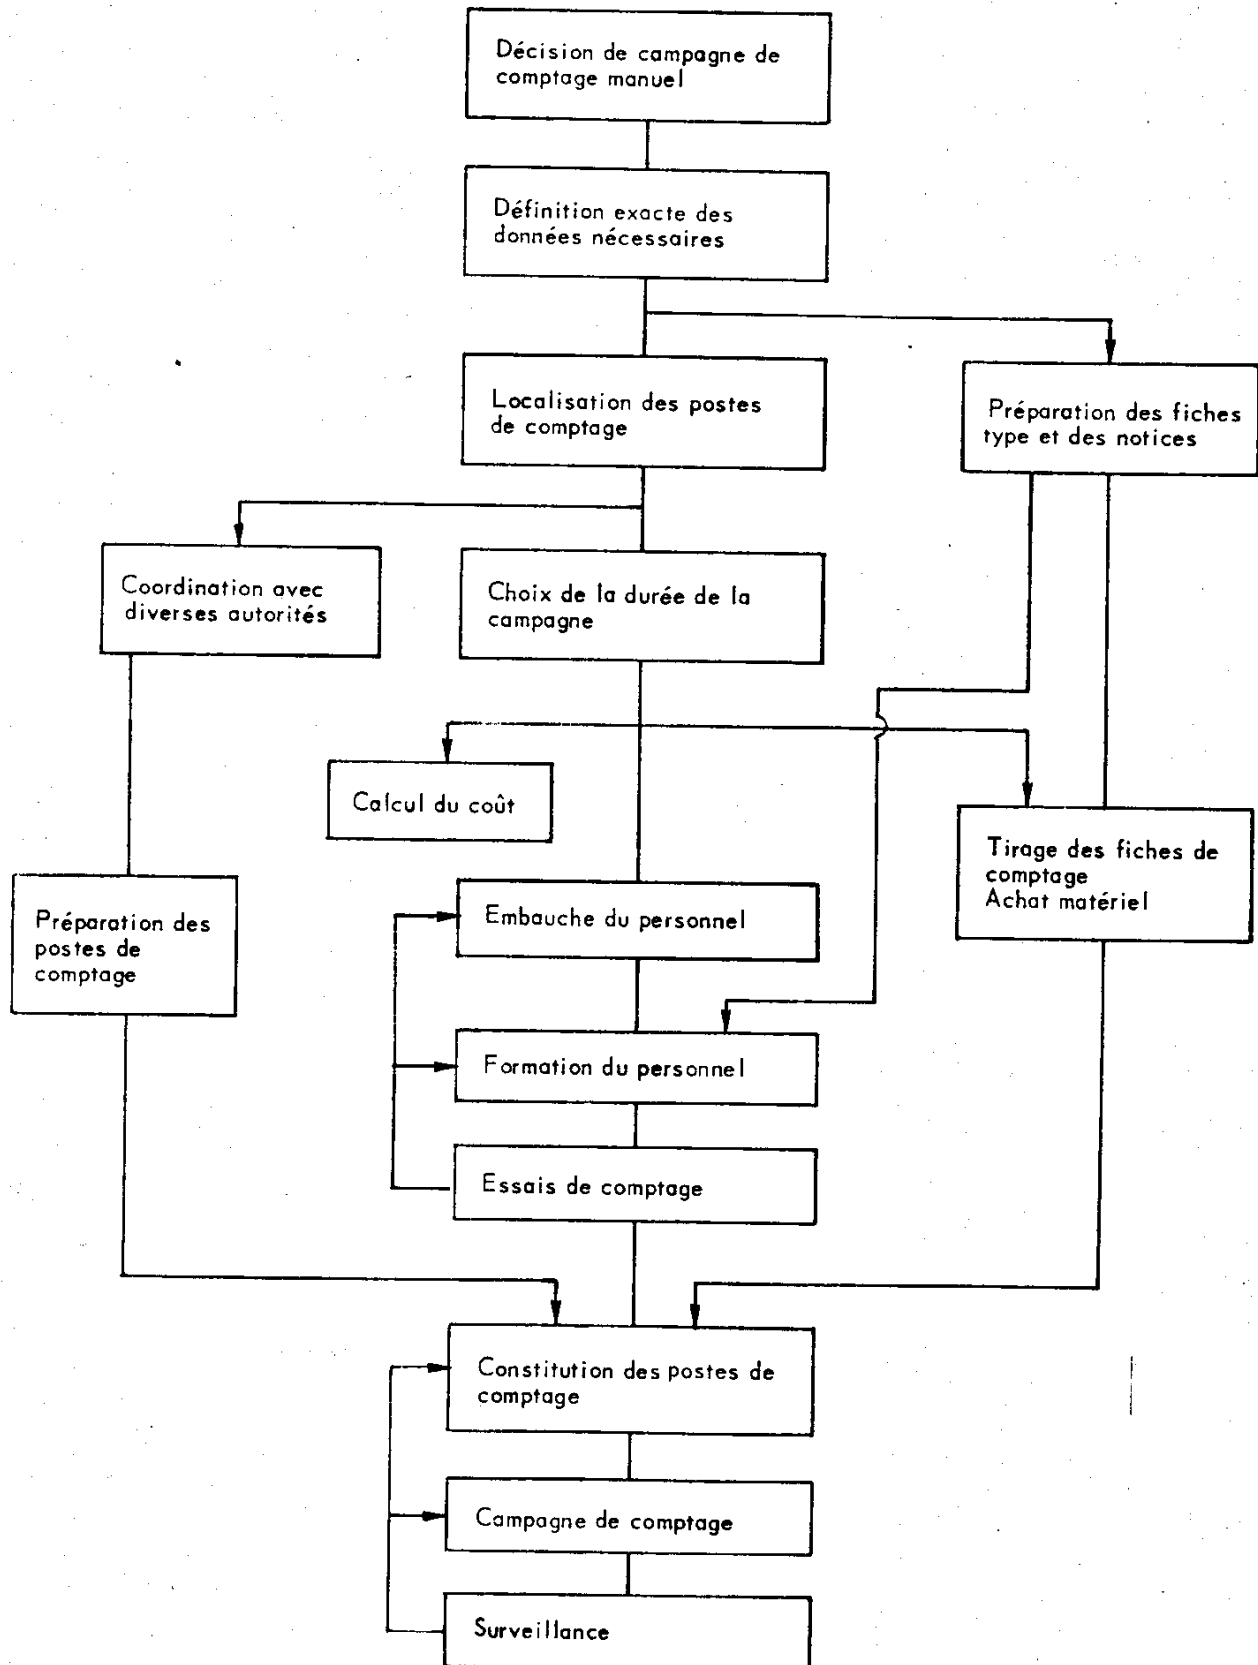 Décision de campagne de
comptage manuel
Définition exacte des
données nécessaires
Localisation des postes
de comptage
Préparation des fiches
type et des notices
Coordination avec
diverses autorités
Choix de la durée de la
campagne
Calcul du coût
Tirage des fiches de
comptage
Achat matériel
Préparation des
postes de
comptage
Embauche du personnel
Formation du personnel
Essais de comptage
Constitution des postes de
comptage
Campagne de comptage
Surveillance